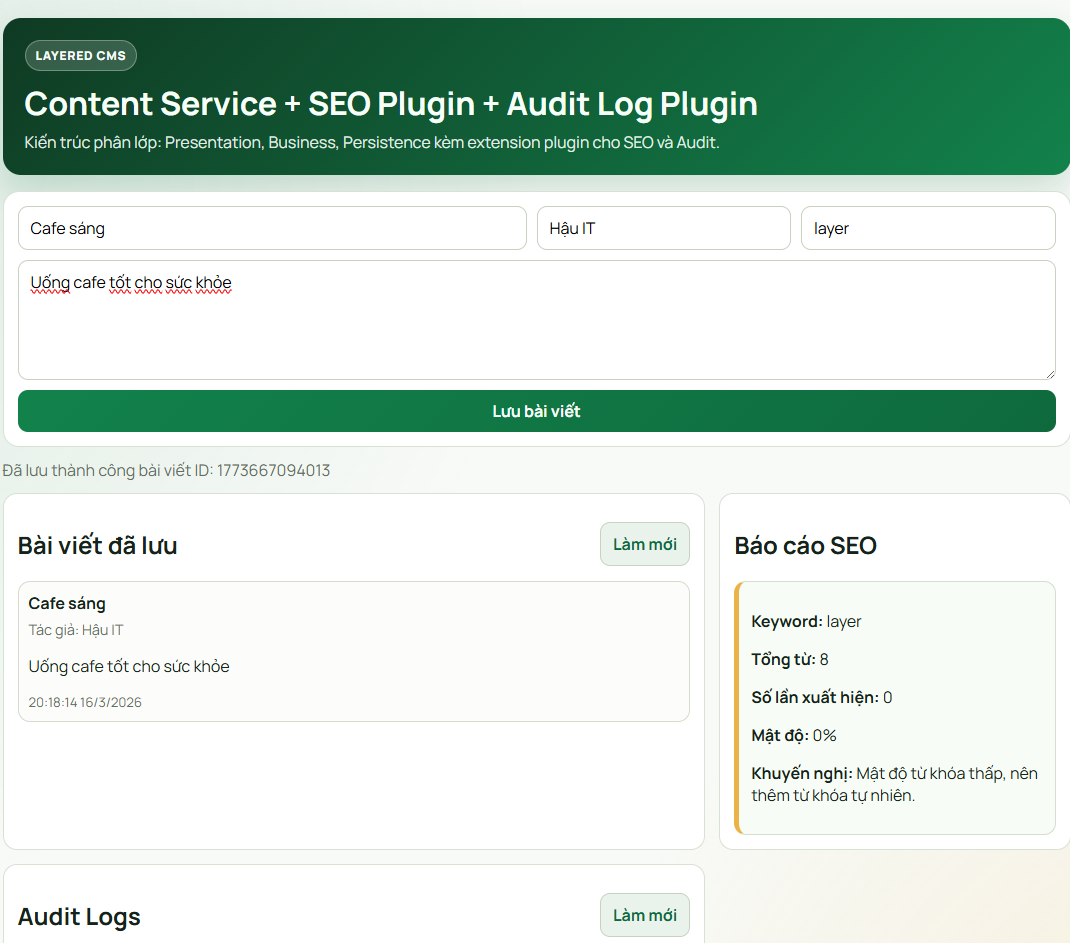 LAYERED CMS
Content Service + SEO Plugin + Audit Log Plugin
Kiến trúc phân lớp: Presentation, Business, Persistence kèm extension plugin cho SEO và Audit.
Cafe sáng
Hậu IT
layer
Uống cafe tốt cho sức khỏe
Lưu bài viết
Đã lưu thành công bài viết ID: 1773667094013
Bài viết đã lưu
Làm mới
Cafe sáng
Tác giả: Hậu IT
Uống cafe tốt cho sức khỏe
20:18:14 16/3/2026
Báo cáo SEO
Keyword: layer
Tổng từ: 8
Số lần xuất hiện: 0
Mật độ: 0%
Khuyến nghị: Mật độ từ khóa thấp, nên
thêm từ khóa tự nhiên.
Audit Logs
Làm mới